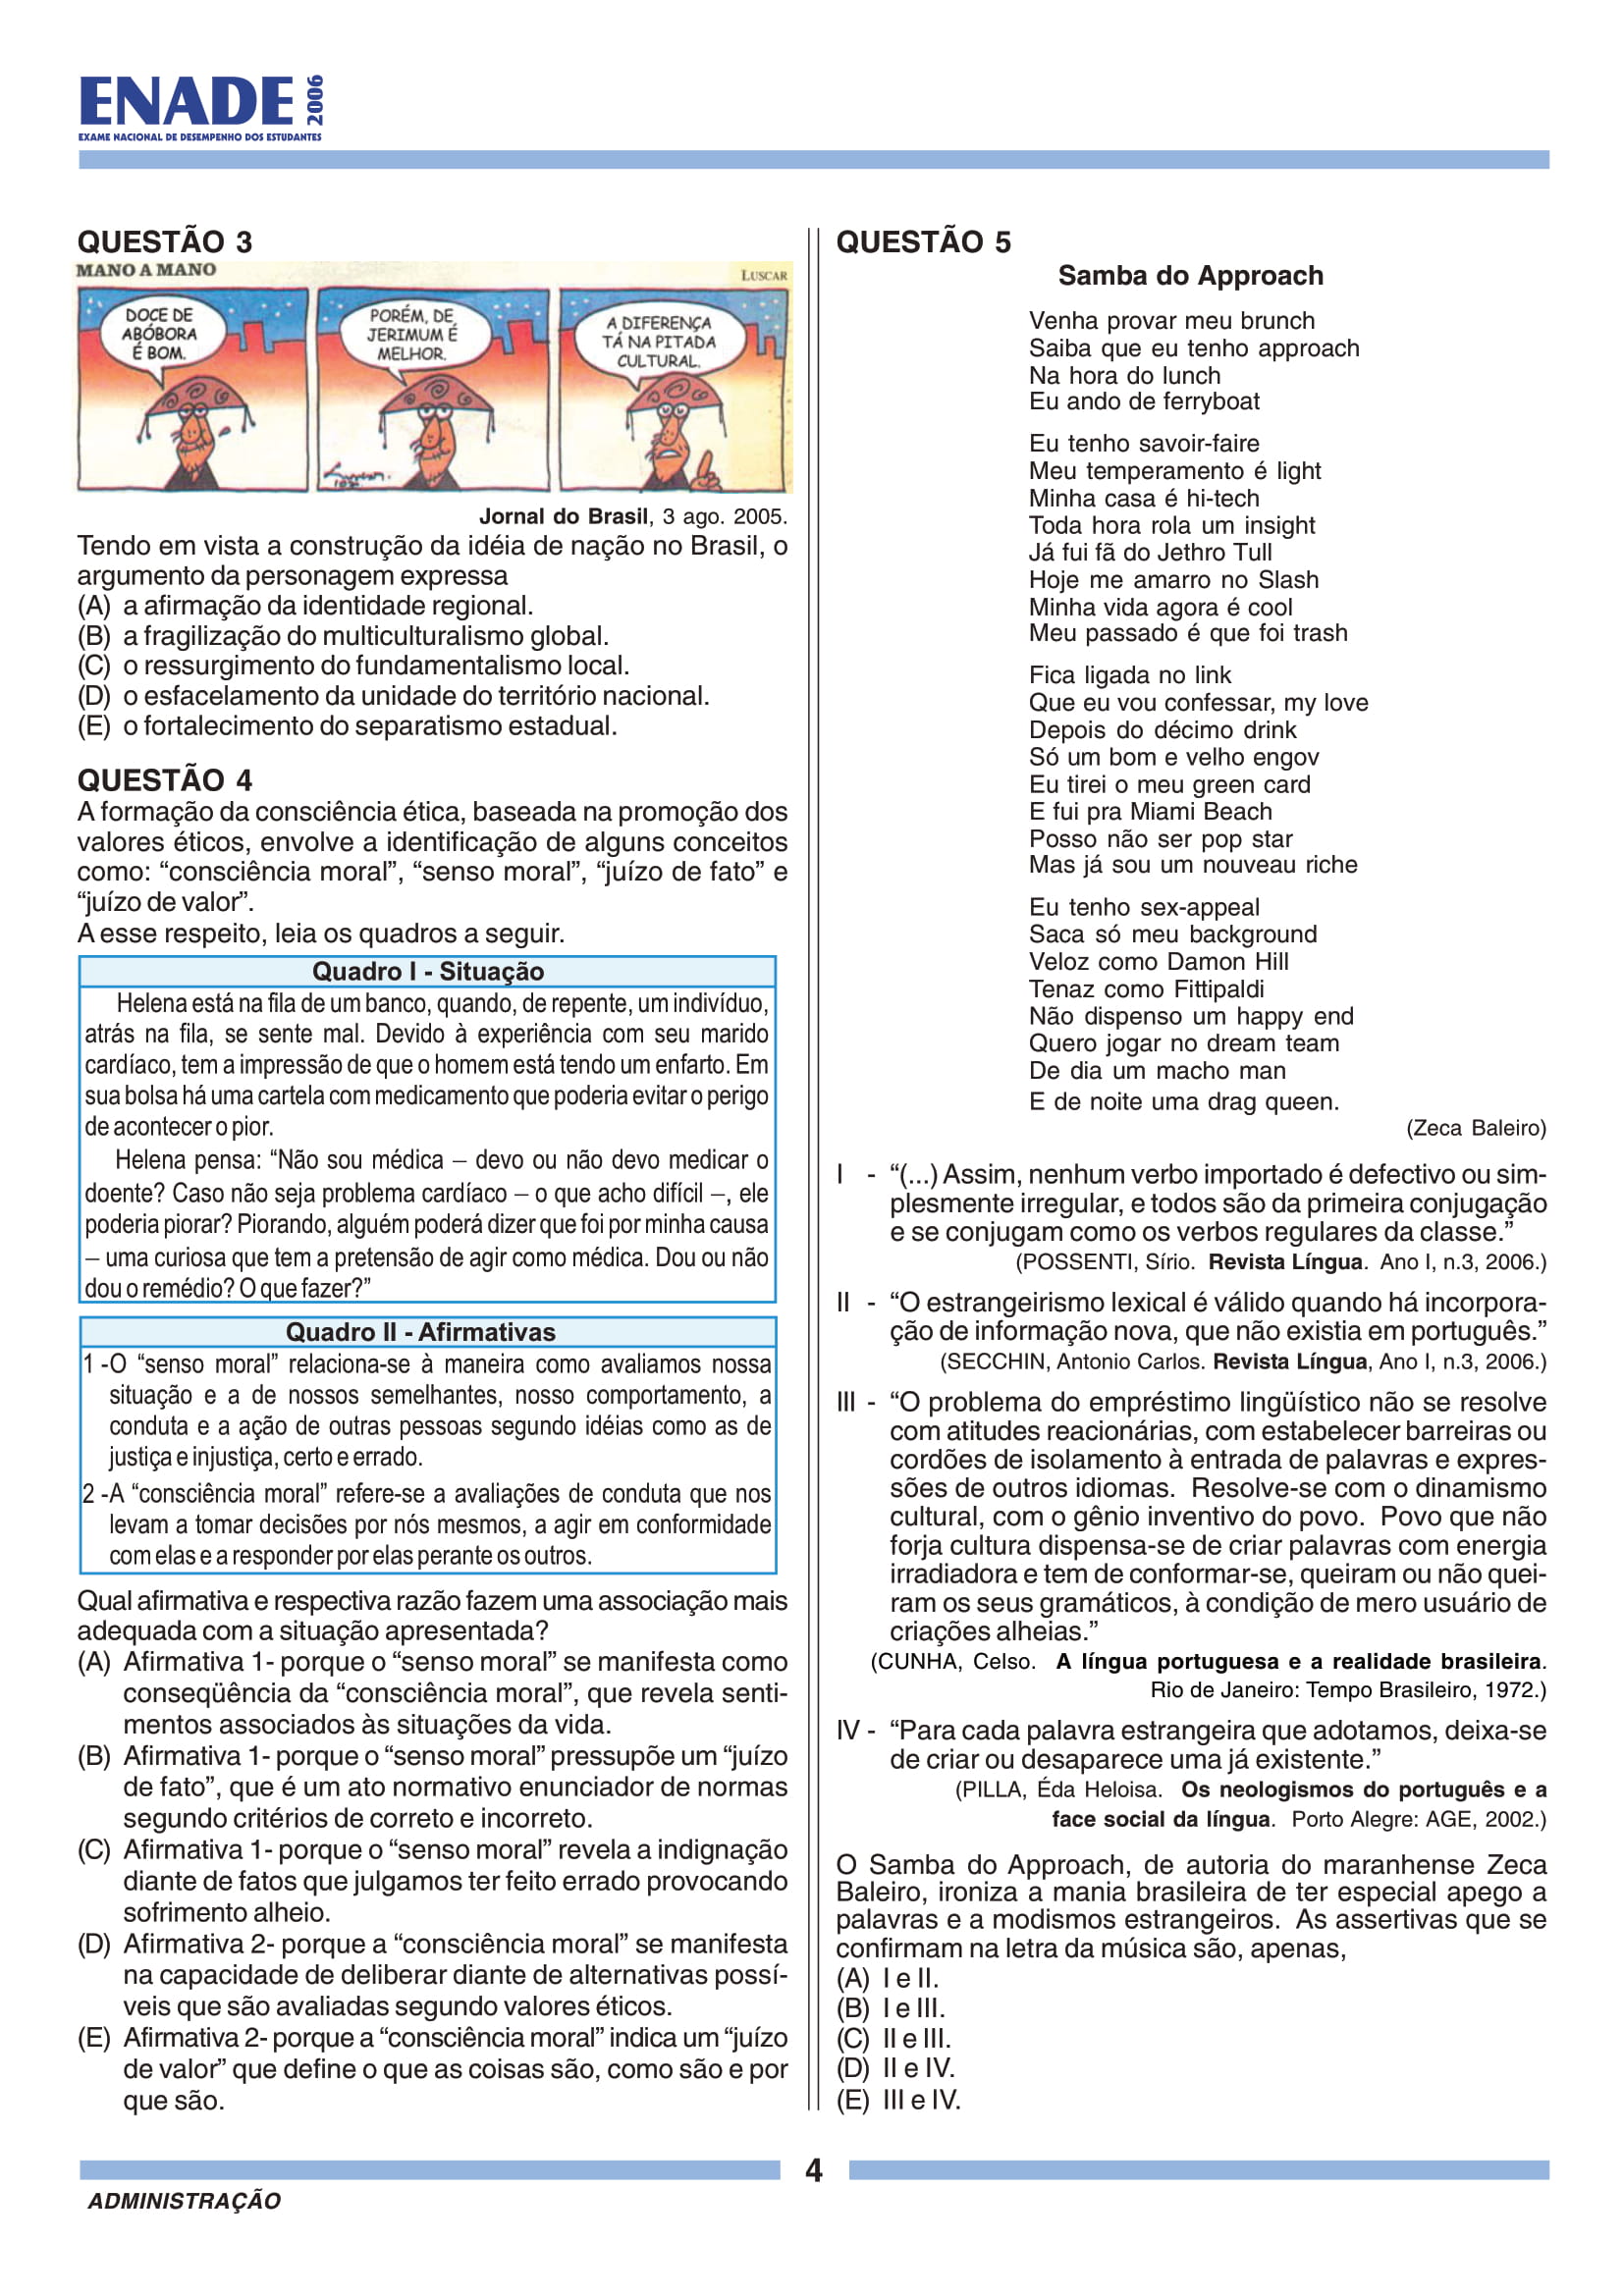 ENADE 2006
EXAME NACIONAL DE DESEMPENHO DOS ESTUDANTES
QUESTÃO 3
MANO A MANO
LUSCAR
DOCE DE
ABÓBORA
É BOM.
PORÉM, DE
JERIMUM É
MELHOR.
A DIFERENÇA
TÁ NA PITADA
CULTURAL.
Jornal do Brasil, 3 ago. 2005.
Tendo em vista a construção da idéia de nação no Brasil, o
argumento da personagem expressa
(A) a afirmação da identidade regional.
(B) a fragilização do multiculturalismo global.
(C) o ressurgimento do fundamentalismo local.
(D) o esfacelamento da unidade do território nacional.
(E) o fortalecimento do separatismo estadual.
QUESTÃO 4
A formação da consciência ética, baseada na promoção dos
valores éticos, envolve a identificação de alguns conceitos
como: “consciência moral”, “senso moral”, “juízo de fato” e
“juízo de valor”.
A esse respeito, leia os quadros a seguir.
Quadro I - Situação
Helena está na fila de um banco, quando, de repente, um indivíduo,
atrás na fila, se sente mal. Devido à experiência com seu marido
cardíaco, tem a impressão de que o homem está tendo um enfarto. Em
sua bolsa há uma cartela com medicamento que poderia evitar o perigo
de acontecer o pior.
Helena pensa: “Não sou médica – devo ou não devo medicar o
doente? Caso não seja problema cardíaco – o que acho difícil –, ele
poderia piorar? Piorando, alguém poderá dizer que foi por minha causa
– uma curiosa que tem a pretensão de agir como médica. Dou ou não
dou o remédio? O que fazer?”
Quadro II - Afirmativas
1 -O “senso moral” relaciona-se à maneira como avaliamos nossa
situação e a de nossos semelhantes, nosso comportamento, a
conduta e a ação de outras pessoas segundo idéias como as de
justiça e injustiça, certo e errado.
2 -A “consciência moral” refere-se a avaliações de conduta que nos
levam a tomar decisões por nós mesmos, a agir em conformidade
com elas e a responder por elas perante os outros.
Qual afirmativa e respectiva razão fazem uma associação mais
adequada com a situação apresentada?
(A) Afirmativa 1- porque o “senso moral” se manifesta como
conseqüência da “consciência moral”, que revela senti-
mentos associados às situações da vida.
(B) Afirmativa 1- porque o “senso moral” pressupõe um “juízo
de fato”, que é um ato normativo enunciador de normas
segundo critérios de correto e incorreto.
(C) Afirmativa 1- porque o “senso moral” revela a indignação
diante de fatos que julgamos ter feito errado provocando
sofrimento alheio.
(D) Afirmativa 2- porque a “consciência moral” se manifesta
na capacidade de deliberar diante de alternativas possí-
veis que são avaliadas segundo valores éticos.
(E) Afirmativa 2- porque a “consciência moral” indica um “juízo
de valor” que define o que as coisas são, como são e por
que são.
QUESTÃO 5
Samba do Approach
Venha provar meu brunch
Saiba que eu tenho approach
Na hora do lunch
Eu ando de ferryboat
Eu tenho savoir-faire
Meu temperamento é light
Minha casa é hi-tech
Toda hora rola um insight
Já fui fã do Jethro Tull
Hoje me amarro no Slash
Minha vida agora é cool
Meu passado é que foi trash
Fica ligada no link
Que eu vou confessar, my love
Depois do décimo drink
Só um bom e velho engov
Eu tirei o meu green card
E fui pra Miami Beach
Posso não ser pop star
Mas já sou um nouveau riche
Eu tenho sex-appeal
Saca só meu background
Veloz como Damon Hill
Tenaz como Fittipaldi
Não dispenso um happy end
Quero jogar no dream team
De dia um macho man
E de noite uma drag queen.
(Zeca Baleiro)
I - “(...) Assim, nenhum verbo importado é defectivo ou sim-
plesmente irregular, e todos são da primeira conjugação
e se conjugam como os verbos regulares da classe.”
(POSSENTI, Sírio. Revista Língua. Ano I, n.3, 2006.)
II - “O estrangeirismo lexical é válido quando há incorpora-
ção de informação nova, que não existia em português.”
(SECCHIN, Antonio Carlos. Revista Língua, Ano I, n.3, 2006.)
III - “O problema do empréstimo lingüístico não se resolve
com atitudes reacionárias, com estabelecer barreiras ou
cordões de isolamento à entrada de palavras e expres-
sões de outros idiomas. Resolve-se com o dinamismo
cultural, com o gênio inventivo do povo. Povo que não
forja cultura dispensa-se de criar palavras com energia
irradiadora e tem de conformar-se, queiram ou não quei-
ram os seus gramáticos, à condição de mero usuário de
criações alheias.”
(CUNHA, Celso. A língua portuguesa e a realidade brasileira.
Rio de Janeiro: Tempo Brasileiro, 1972.)
IV - “Para cada palavra estrangeira que adotamos, deixa-se
de criar ou desaparece uma já existente.”
(PILLA, Éda Heloisa. Os neologismos do português e a
face social da língua. Porto Alegre: AGE, 2002.)
O Samba do Approach, de autoria do maranhense Zeca
Baleiro, ironiza a mania brasileira de ter especial apego a
palavras e a modismos estrangeiros. As assertivas que se
confirmam na letra da música são, apenas,
(A) I e II.
(B) I e III.
(C) II e III.
(D) II e IV.
(E) III e IV.
4
ADMINISTRAÇÃO